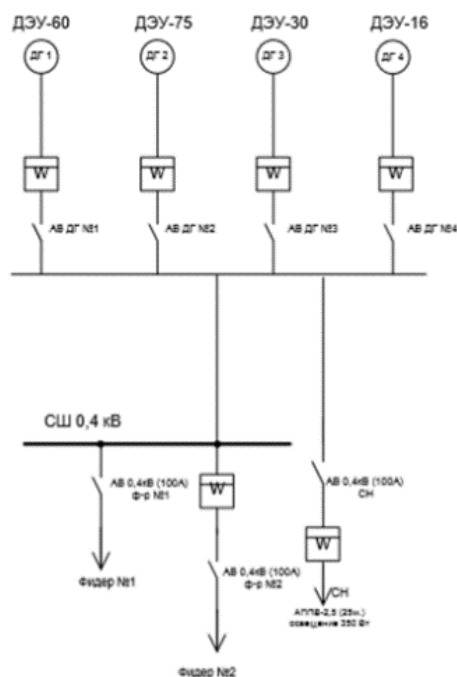 ДЭУ-60 ДЭУ-75 ДЭУ-30 ДЭУ-16
ДГ 1 ДГ 2 ДГ 3 ДГ 4
W W W W
АВ ДГ №1 АВ ДГ №2 АВ ДГ №3 АВ ДГ №4
СШ 0,4 кВ
АВ 0,4кВ (100А)
ф-р №1
W
АВ 0,4кВ (100А)
СН
W
АВ 0,4кВ (100А)
ф-р №2
Фидер №1
СН
АППВ-2,5 (25м.)
освещение 350 Вт
Фидер №2